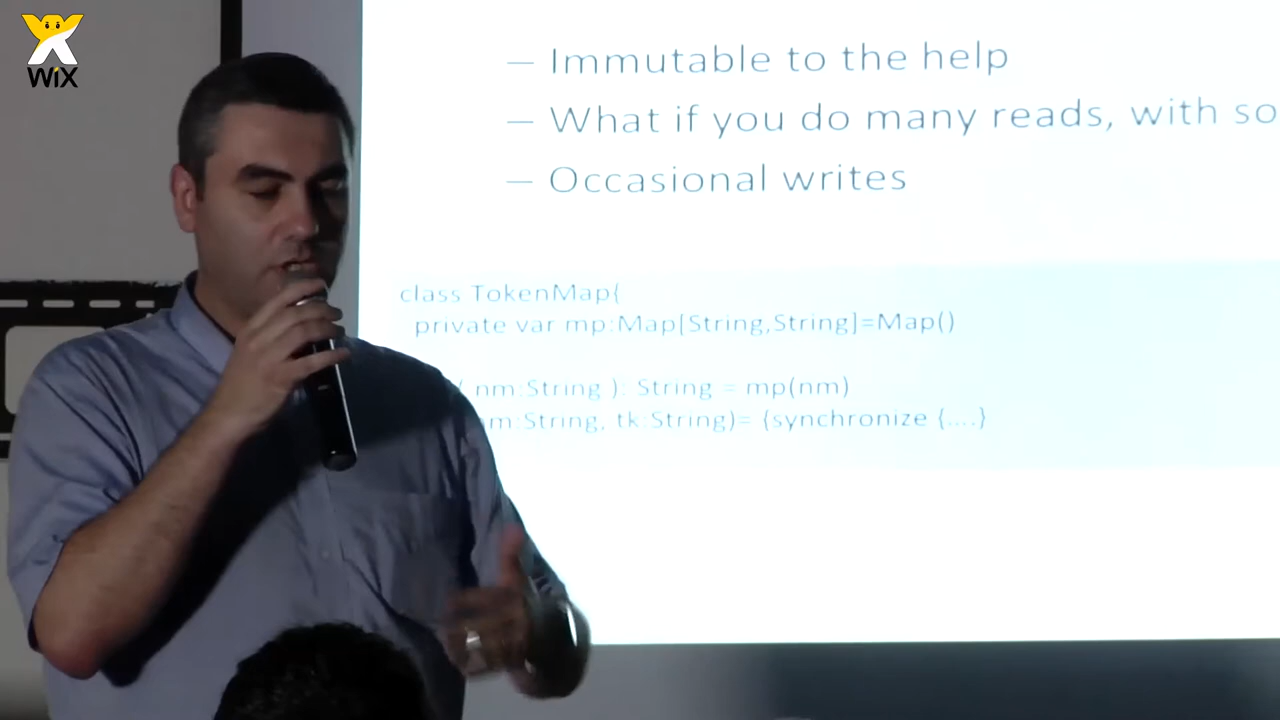 WiX
— Immutable to the help
— What if you do many reads, with so
— Occasional writes
class TokenMap{
private var mp:Map[String,String]=Map()
( nm:String ): String = mp(nm)
m:String, tk:String)= {synchronize {....}